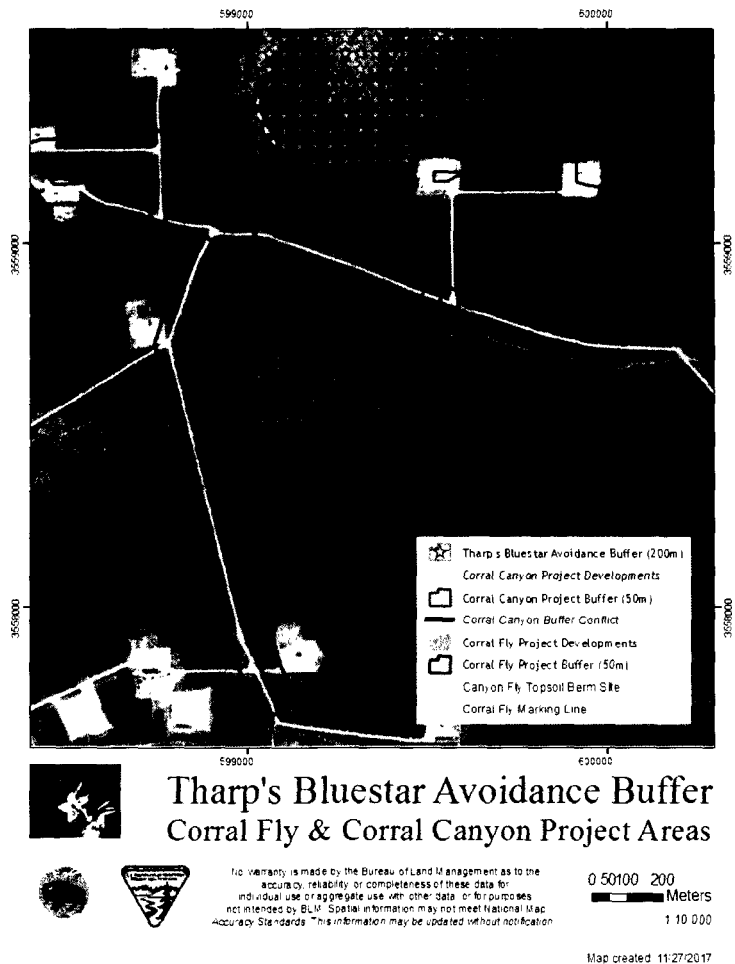 599000
600000
3559000
3559000
Tharp's Bluestar Avoidance Buffer (200m)
Corral Canyon Project Developments
Corral Canyon Project Buffer (50m)
Corral Canyon Buffer Conflict
3558000
3558000
Corral Fly Project Developments
Corral Fly Project Buffer (50m)
Canyon Fly Topsoil Berm Site
Corral Fly Marking Line
599000
600000
Tharp's Bluestar Avoidance Buffer
Corral Fly & Corral Canyon Project Areas
No warranty is made by the Bureau of Land Management as to the
accuracy, reliability, or completeness of these data for
individual use or aggregate use with other data, or for purposes
not intended by BLM. Spatial information may not meet National Map
Accuracy Standards. This information may be updated without notification.
0 50100 200
Meters
1:10,000
Map created: 11/27/2017